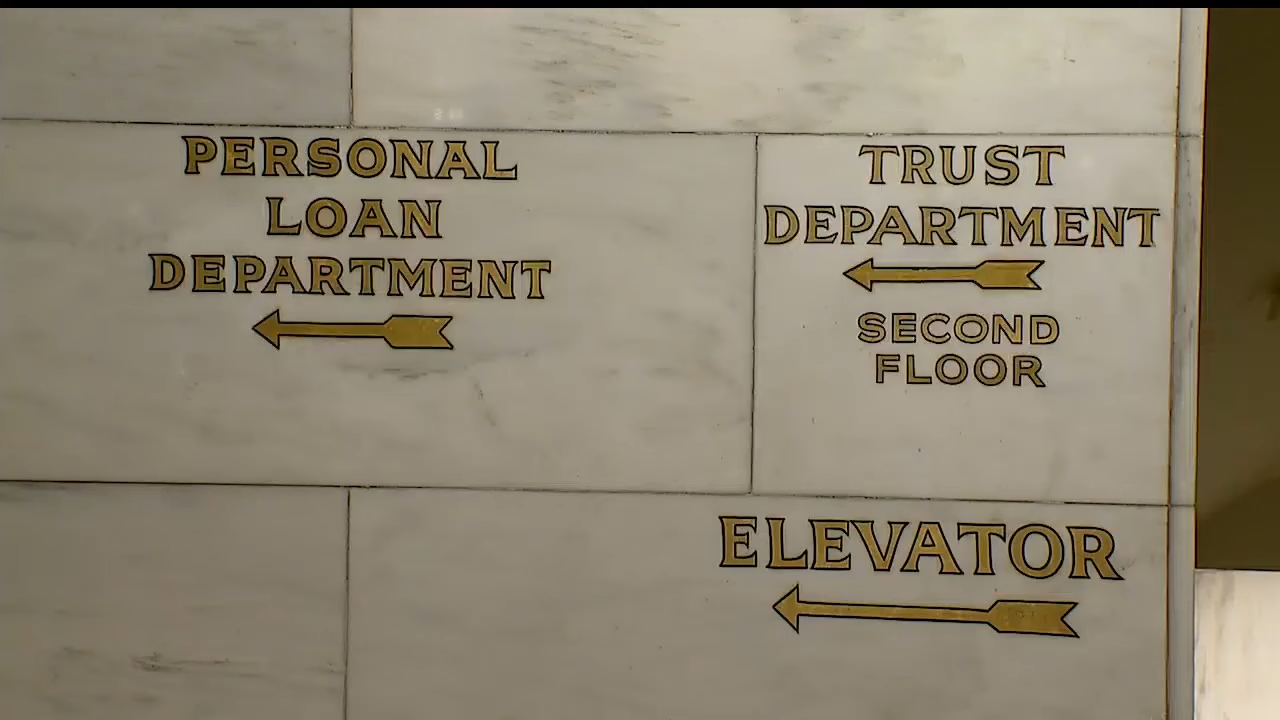 PERSONAL
LOAN
DEPARTMENT
TRUST
DEPARTMENT
SECOND
FLOOR
ELEVATOR